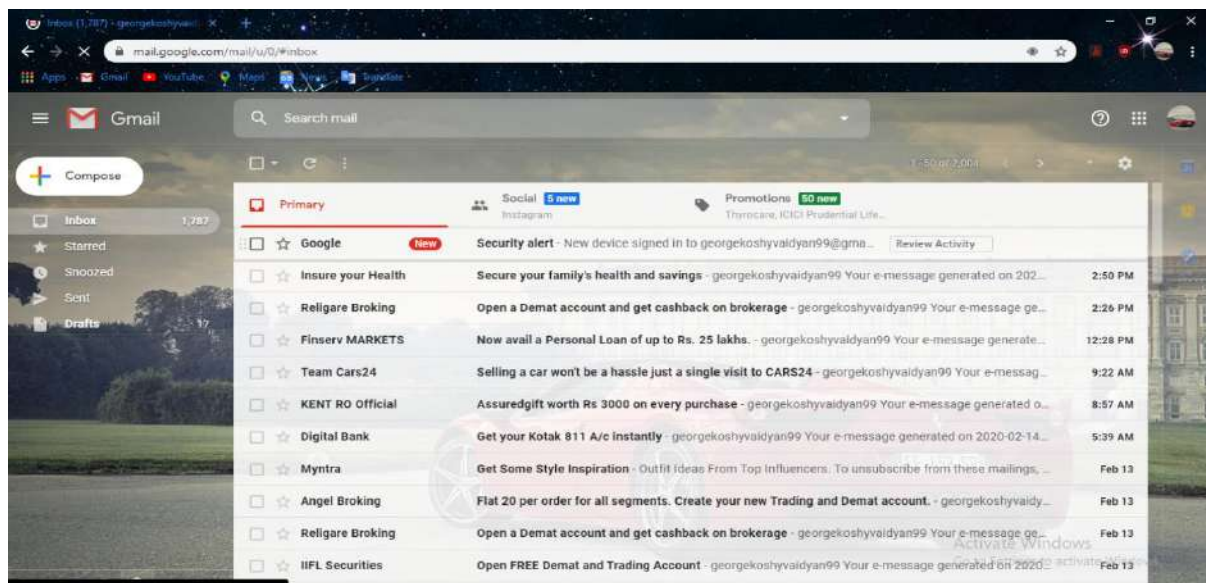 Inbox (1,787) - georgekoshyvaid
mail.google.com/mail/u/0/#inbox
Apps Gmail YouTube Maps News Translate
Gmail
Search mail
Compose
1-50 of 2,004
Primary
Social 5 new
Instagram
Promotions 50 new
Thyrocare, ICICI Prudential Life...
Inbox 1,787
Starred
Snoozed
Sent
Drafts 17
Google New Security alert - New device signed in to georgekoshyvaidyan99@gma... Review Activity
Insure your Health Secure your family's health and savings - georgekoshyvaidyan99 Your e-message generated on 202... 2:50 PM
Religare Broking Open a Demat account and get cashback on brokerage - georgekoshyvaidyan99 Your e-message ge... 2:26 PM
Finserv MARKETS Now avail a Personal Loan of up to Rs. 25 lakhs. - georgekoshyvaidyan99 Your e-message generate... 12:28 PM
Team Cars24 Selling a car won't be a hassle just a single visit to CARS24 - georgekoshyvaidyan99 Your e-messag... 9:22 AM
KENT RO Official Assuredgift worth Rs 3000 on every purchase - georgekoshyvaidyan99 Your e-message generated o... 8:57 AM
Digital Bank Get your Kotak 811 A/c instantly - georgekoshyvaidyan99 Your e-message generated on 2020-02-14... 5:39 AM
Myntra Get Some Style Inspiration - Outfit Ideas From Top Influencers. To unsubscribe from these mailings, ... Feb 13
Angel Broking Flat 20 per order for all segments. Create your new Trading and Demat account. - georgekoshyvaidy... Feb 13
Religare Broking Open a Demat account and get cashback on brokerage - georgekoshyvaidyan99 Your e-message ge... Feb 13
Activate Windows
IIFL Securities Open FREE Demat and Trading Account - georgekoshyvaidyan99 Your e-message generated on 2020... Feb 13